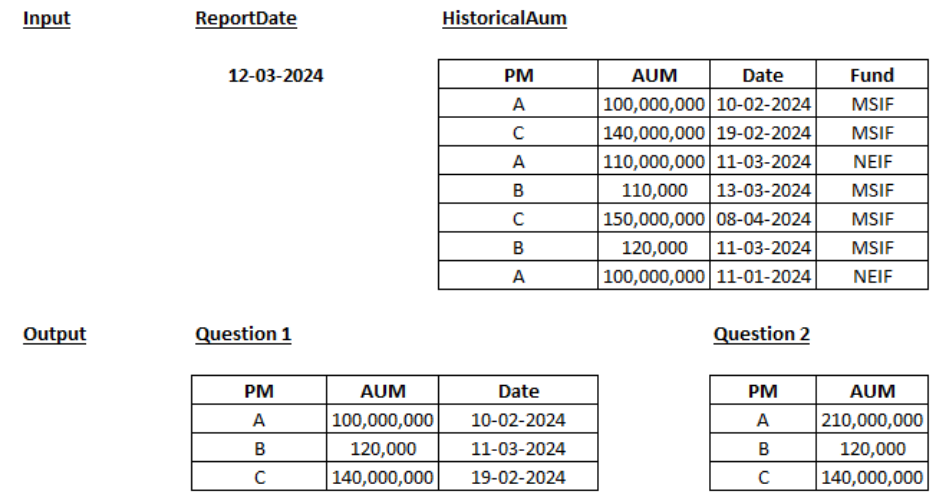 Input ReportDate HistoricalAum
12-03-2024 PM AUM Date Fund
A 100,000,000 10-02-2024 MSIF
C 140,000,000 19-02-2024 MSIF
A 110,000,000 11-03-2024 NEIF
B 110,000 13-03-2024 MSIF
C 150,000,000 08-04-2024 MSIF
B 120,000 11-03-2024 MSIF
A 100,000,000 11-01-2024 NEIF
Output Question 1 Question 2
PM AUM Date PM AUM
A 100,000,000 10-02-2024 A 210,000,000
B 120,000 11-03-2024 B 120,000
C 140,000,000 19-02-2024 C 140,000,000